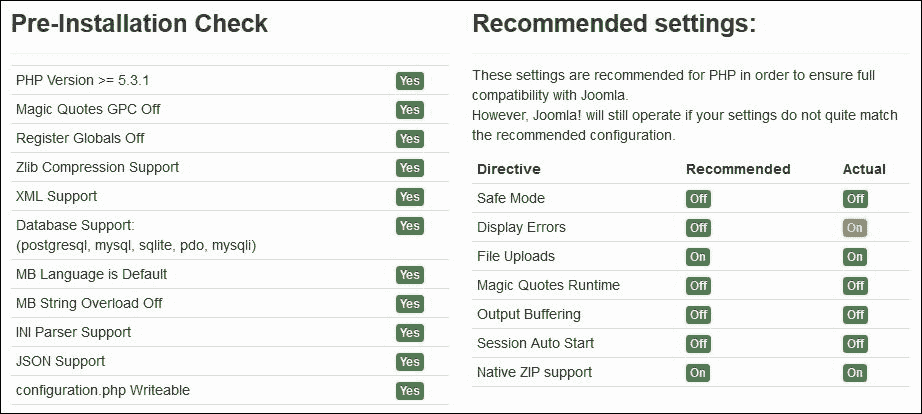 Pre-Installation Check
PHP Version >= 5.3.1 Yes
Magic Quotes GPC Off Yes
Register Globals Off Yes
Zlib Compression Support Yes
XML Support Yes
Database Support: Yes
(postgresql, mysql, sqlite, pdo, mysqli)
MB Language is Default Yes
MB String Overload Off Yes
INI Parser Support Yes
JSON Support Yes
configuration.php Writeable Yes
Recommended settings:
These settings are recommended for PHP in order to ensure full
compatibility with Joomla.
However, Joomla! will still operate if your settings do not quite match
the recommended configuration.
Directive Recommended Actual
Safe Mode Off Off
Display Errors Off On
File Uploads On On
Magic Quotes Runtime Off Off
Output Buffering Off Off
Session Auto Start Off Off
Native ZIP support On On